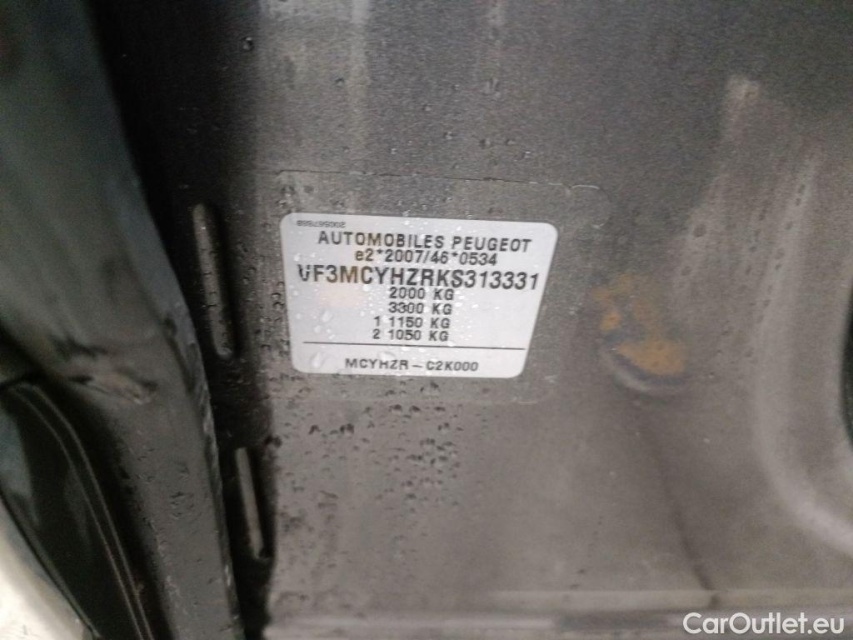 AUTOMOBILES PEUGEOT
e2*2007/46*0534
VF3MCYHZRKS313331
2000 KG
3300 KG
1 1150 KG
2 1050 KG
MCYHZR - C2K000
CarOutlet.eu